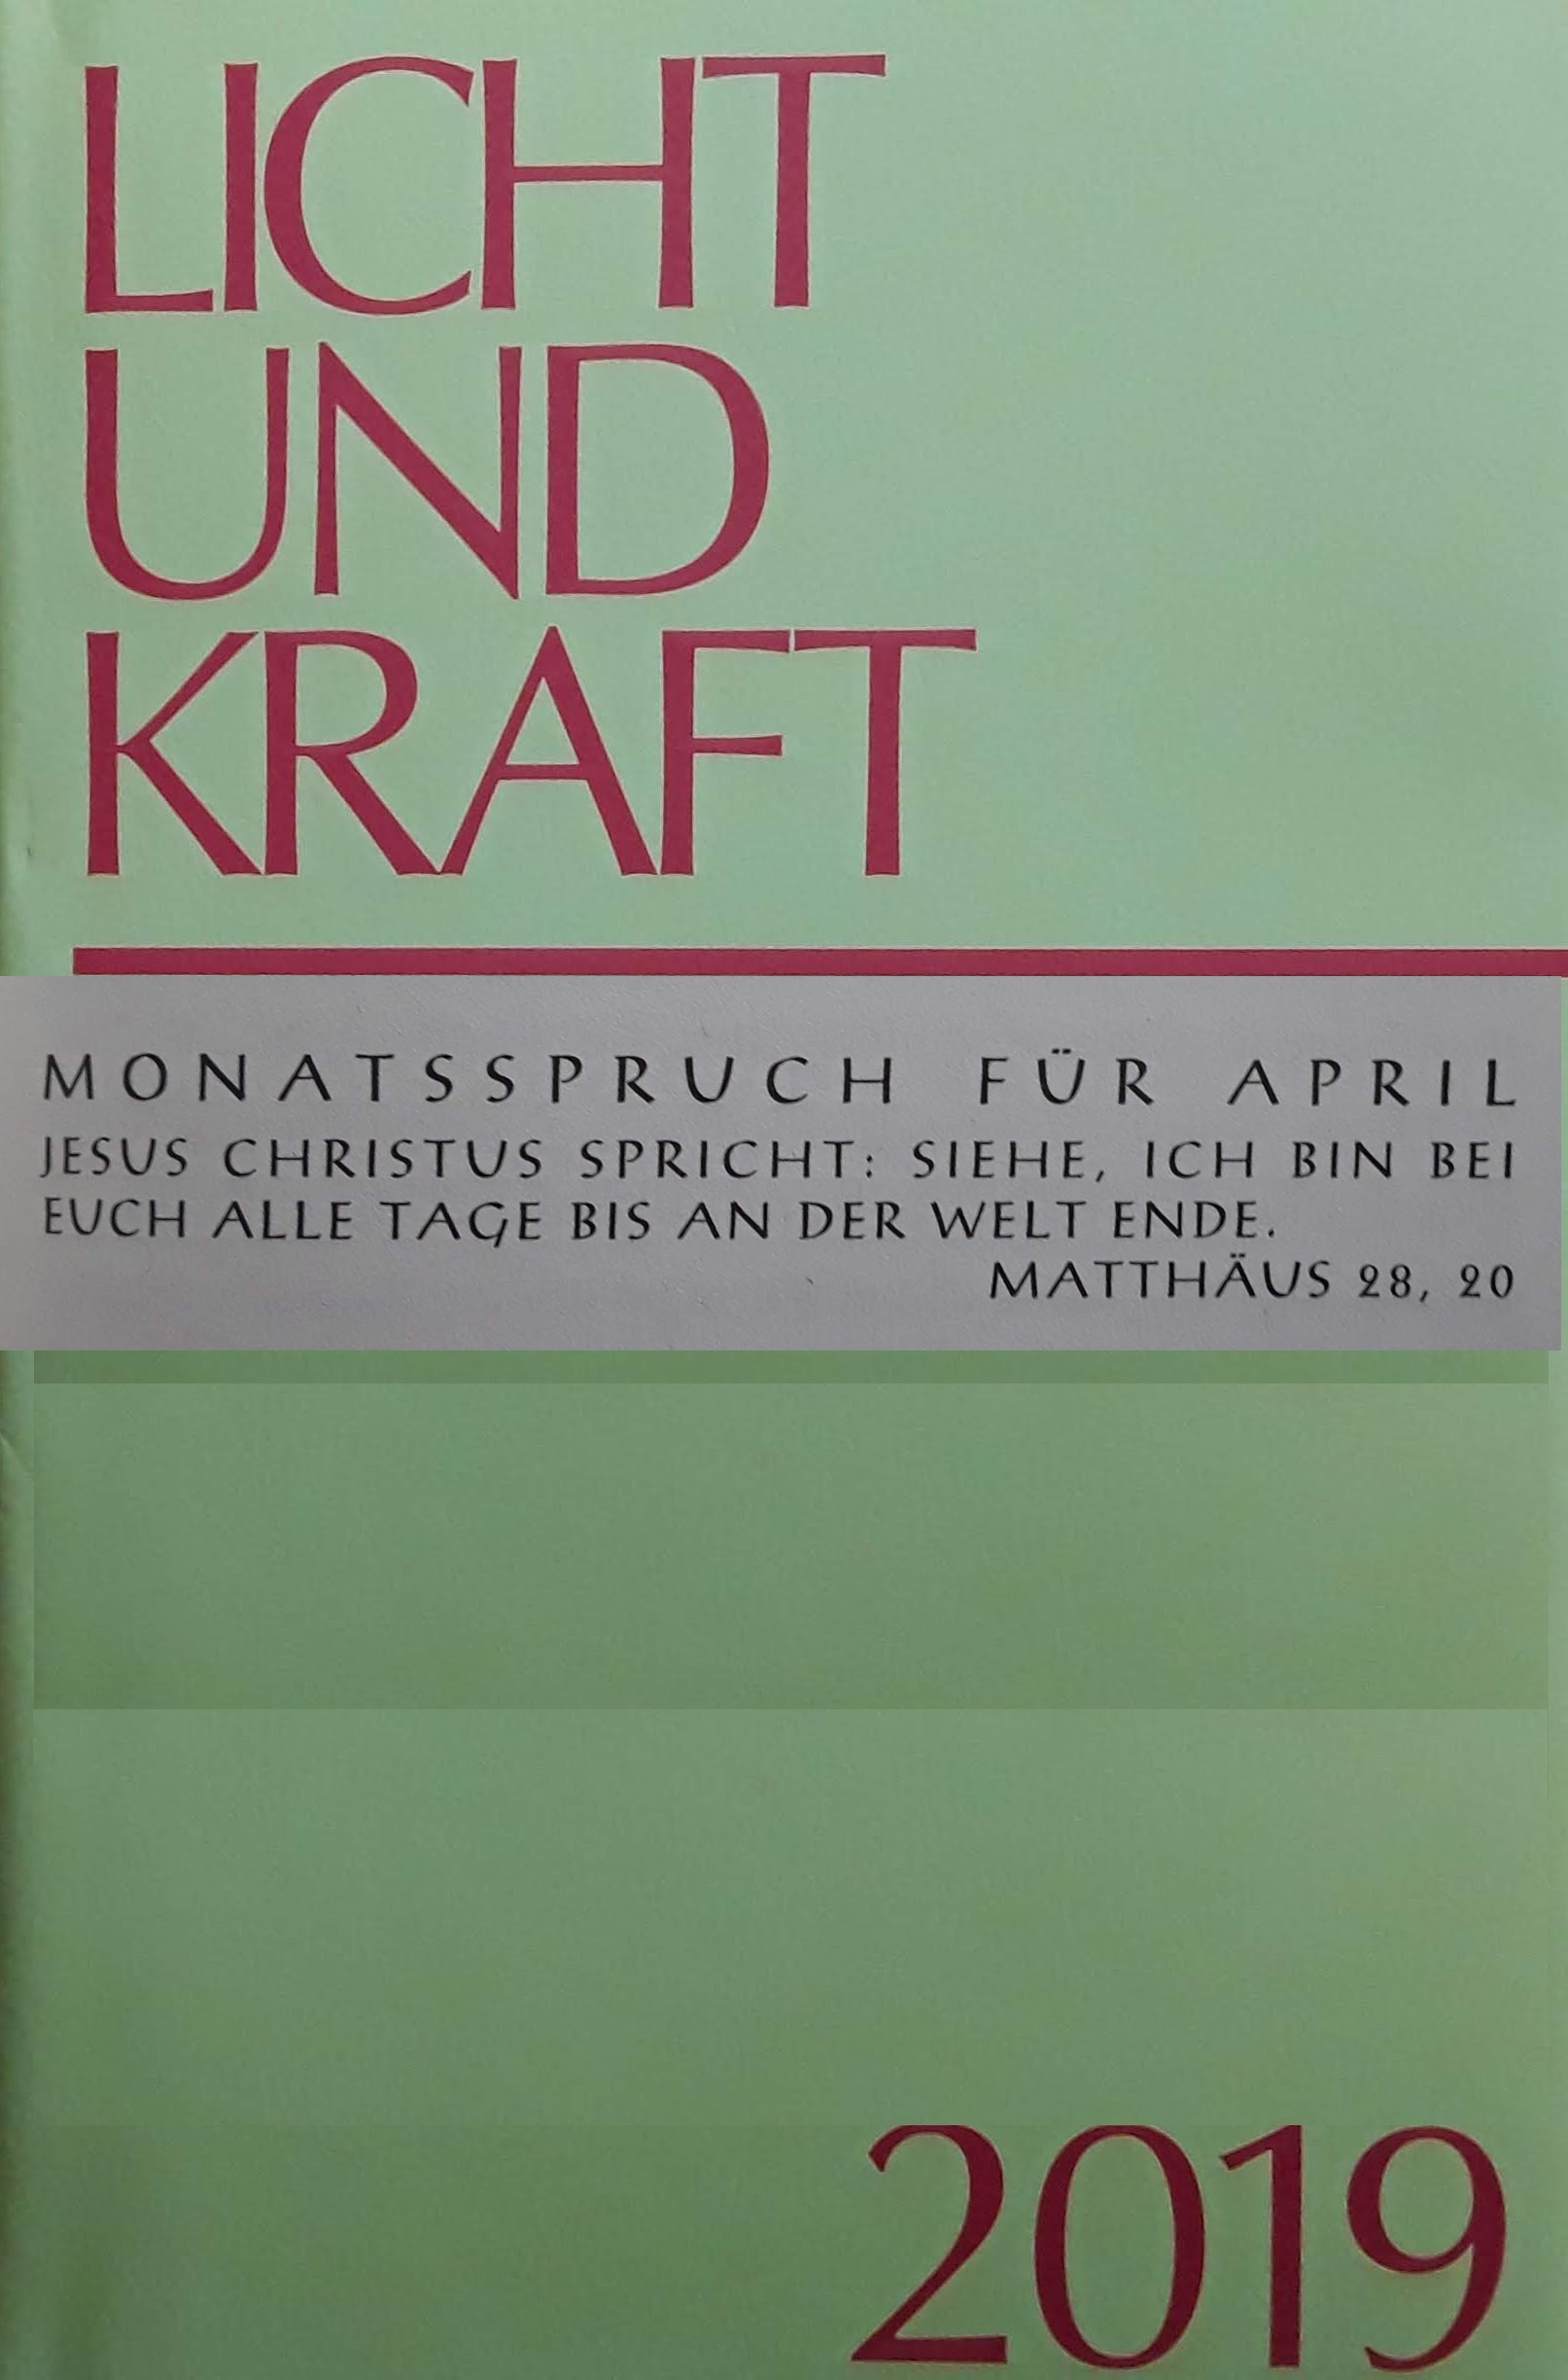 LICHT
UND
KRAFT
MONATSSPRUCH FÜR APRIL
JESUS CHRISTUS SPRICHT: SIEHE, ICH BIN BEI
EUCH ALLE TAGE BIS AN DER WELT ENDE.
MATTHÄUS 28, 20
2019